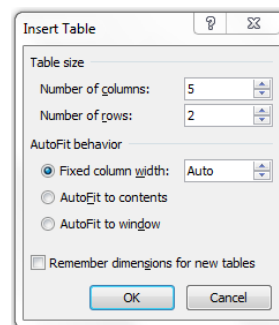 Insert Table
?
Table size
Number of columns: 5
Number of rows: 2
AutoFit behavior
Fixed column width: Auto
AutoFit to contents
AutoFit to window
Remember dimensions for new tables
OK Cancel